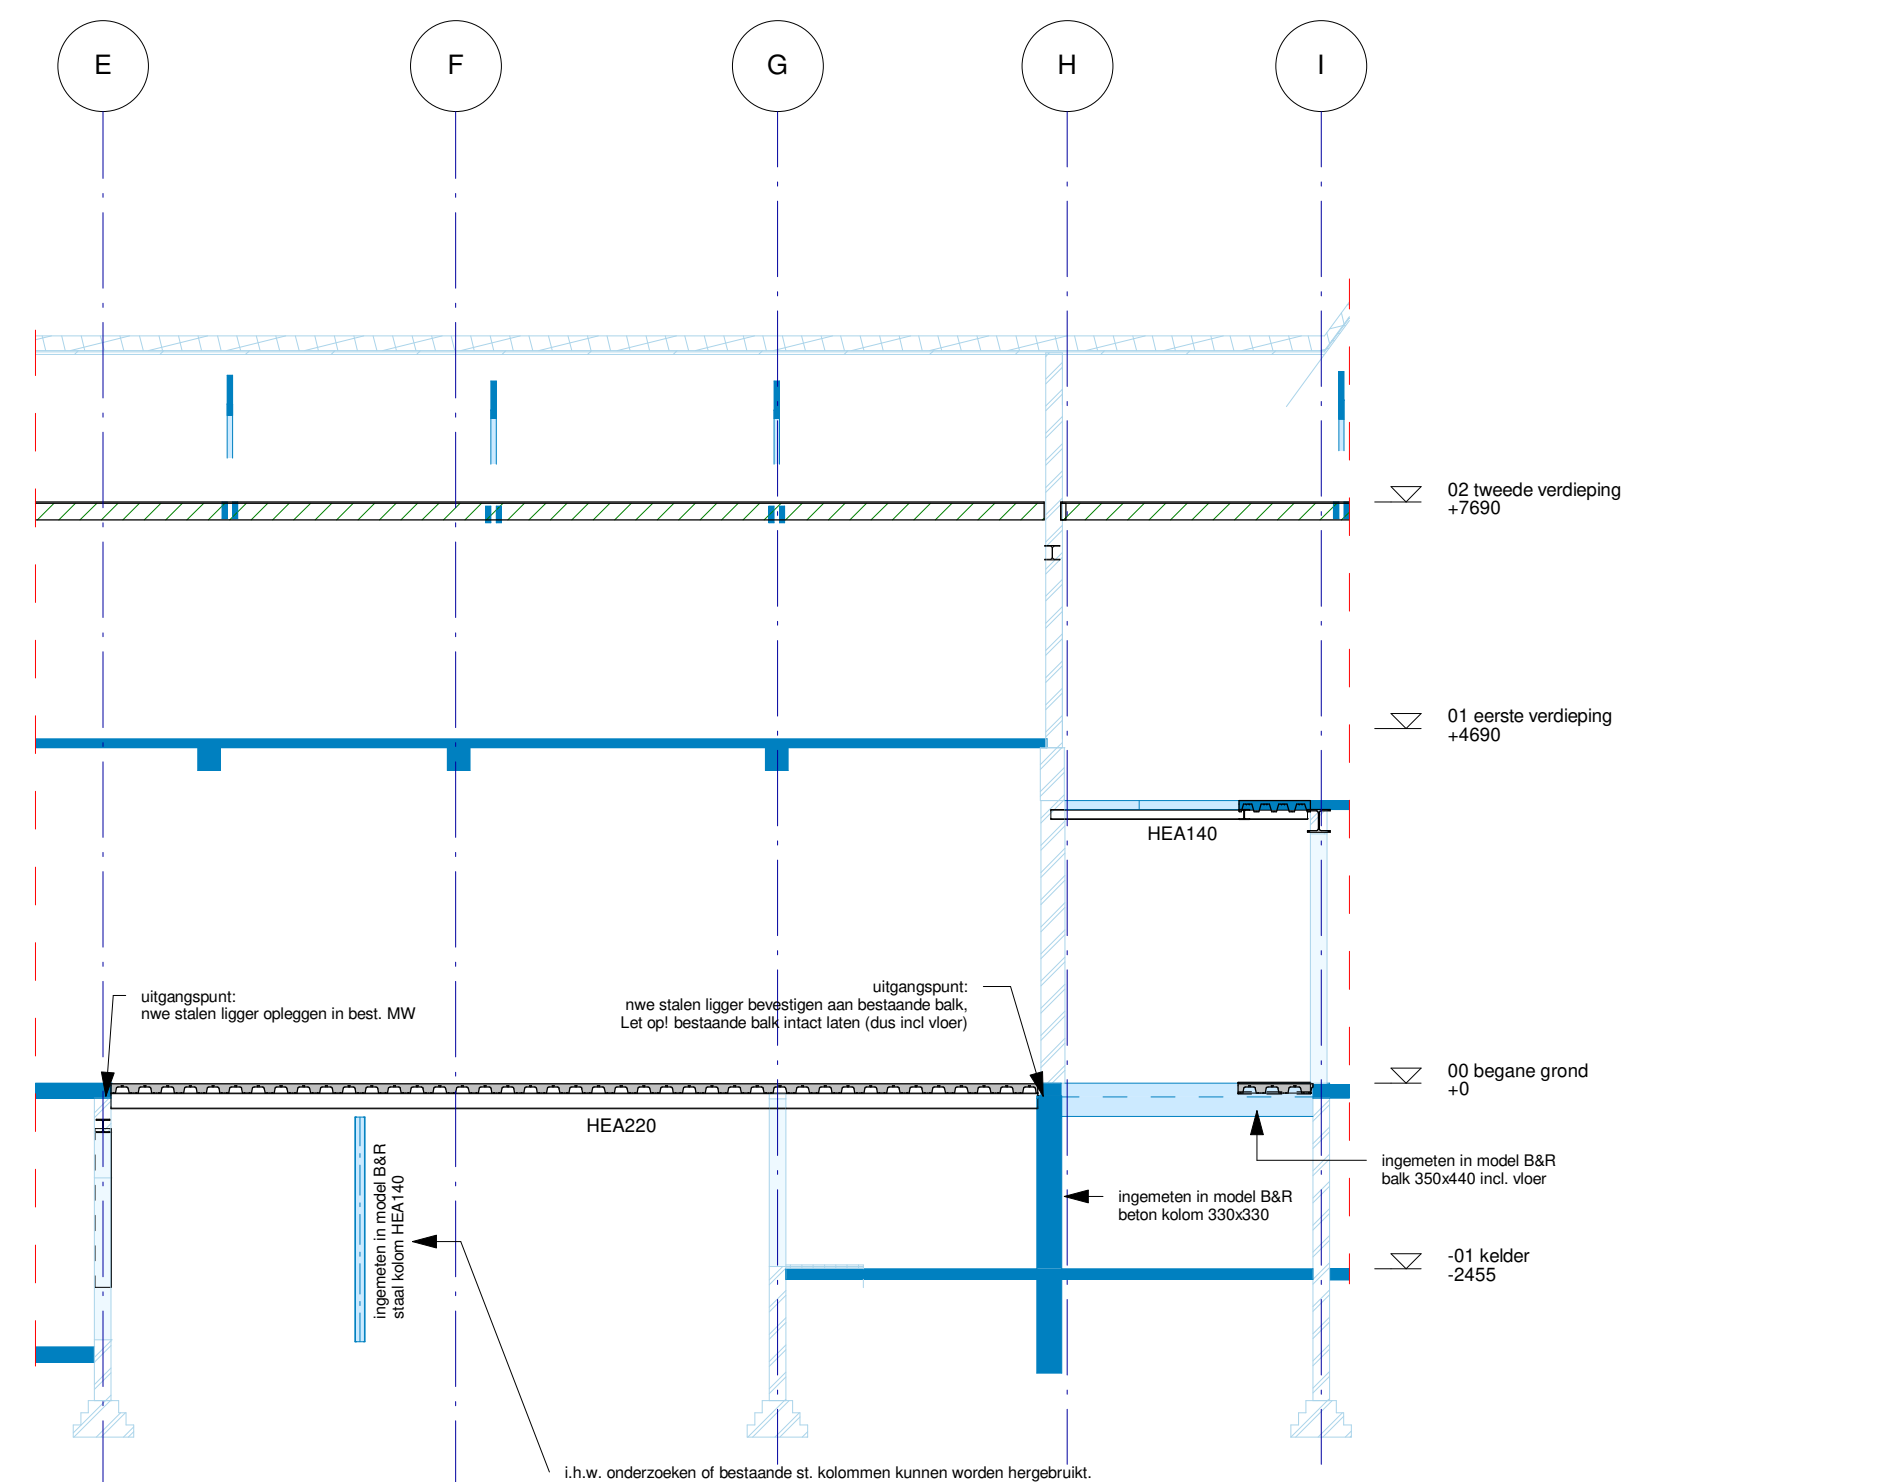 E
F
G
H
I
02 tweede verdieping
+7690
01 eerste verdieping
+4690
HEA140
uitgangspunt:
nwe stalen ligger opleggen in best. MW
uitgangspunt:
nwe stalen ligger bevestigen aan bestaande balk,
Let op! bestaande balk intact laten (dus incl vloer)
00 begane grond
+0
HEA220
ingemeten in model B&R
staal kolom HEA140
ingemeten in model B&R
balk 350x440 incl. vloer
ingemeten in model B&R
beton kolom 330x330
-01 kelder
-2455
i.h.w. onderzoeken of bestaande st. kolommen kunnen worden hergebruikt.